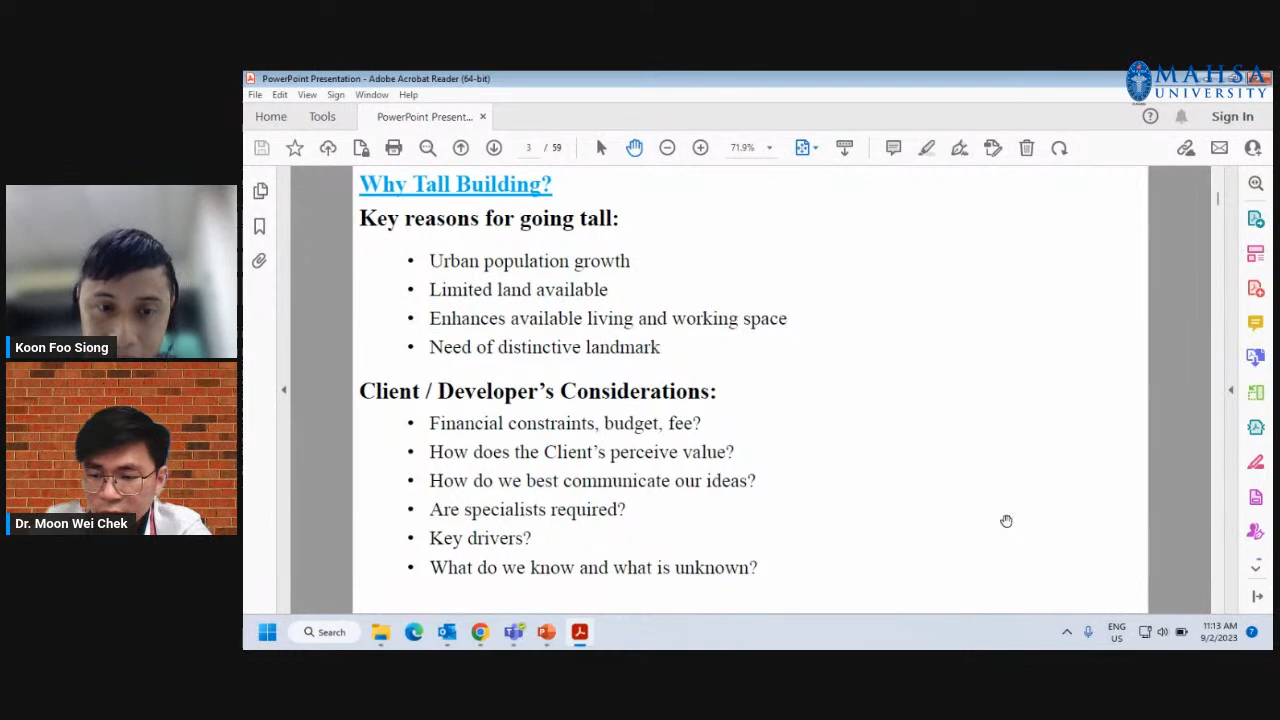 MAHSA
UNIVERSITY
PowerPoint Presentation - Adobe Acrobat Reader (64-bit)
File Edit View Sign Window Help
Home Tools PowerPoint Present... × Sign In
3 / 59 71.9%
Why Tall Building?
Key reasons for going tall:
• Urban population growth
• Limited land available
• Enhances available living and working space
• Need of distinctive landmark
Client / Developer's Considerations:
• Financial constraints, budget, fee?
• How does the Client's perceive value?
• How do we best communicate our ideas?
• Are specialists required?
• Key drivers?
• What do we know and what is unknown?
Koon Foo Siong
Dr. Moon Wei Chek
Search
ENG
US
11:13 AM
9/2/2023
7